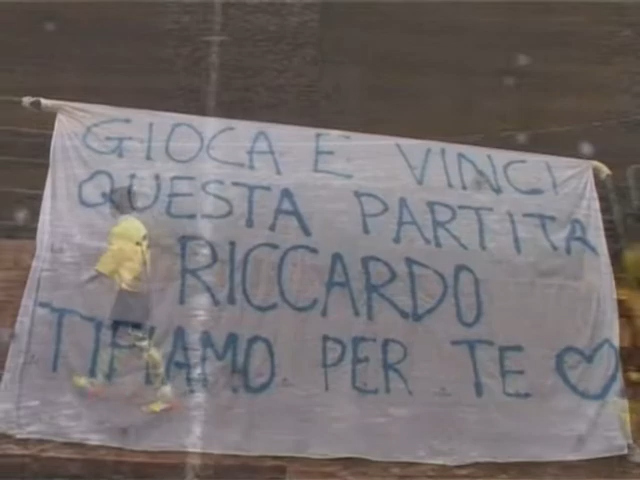 GIOCA E VINCI
QUESTA PARTITA
RICCARDO
TIFIAMO PER TE